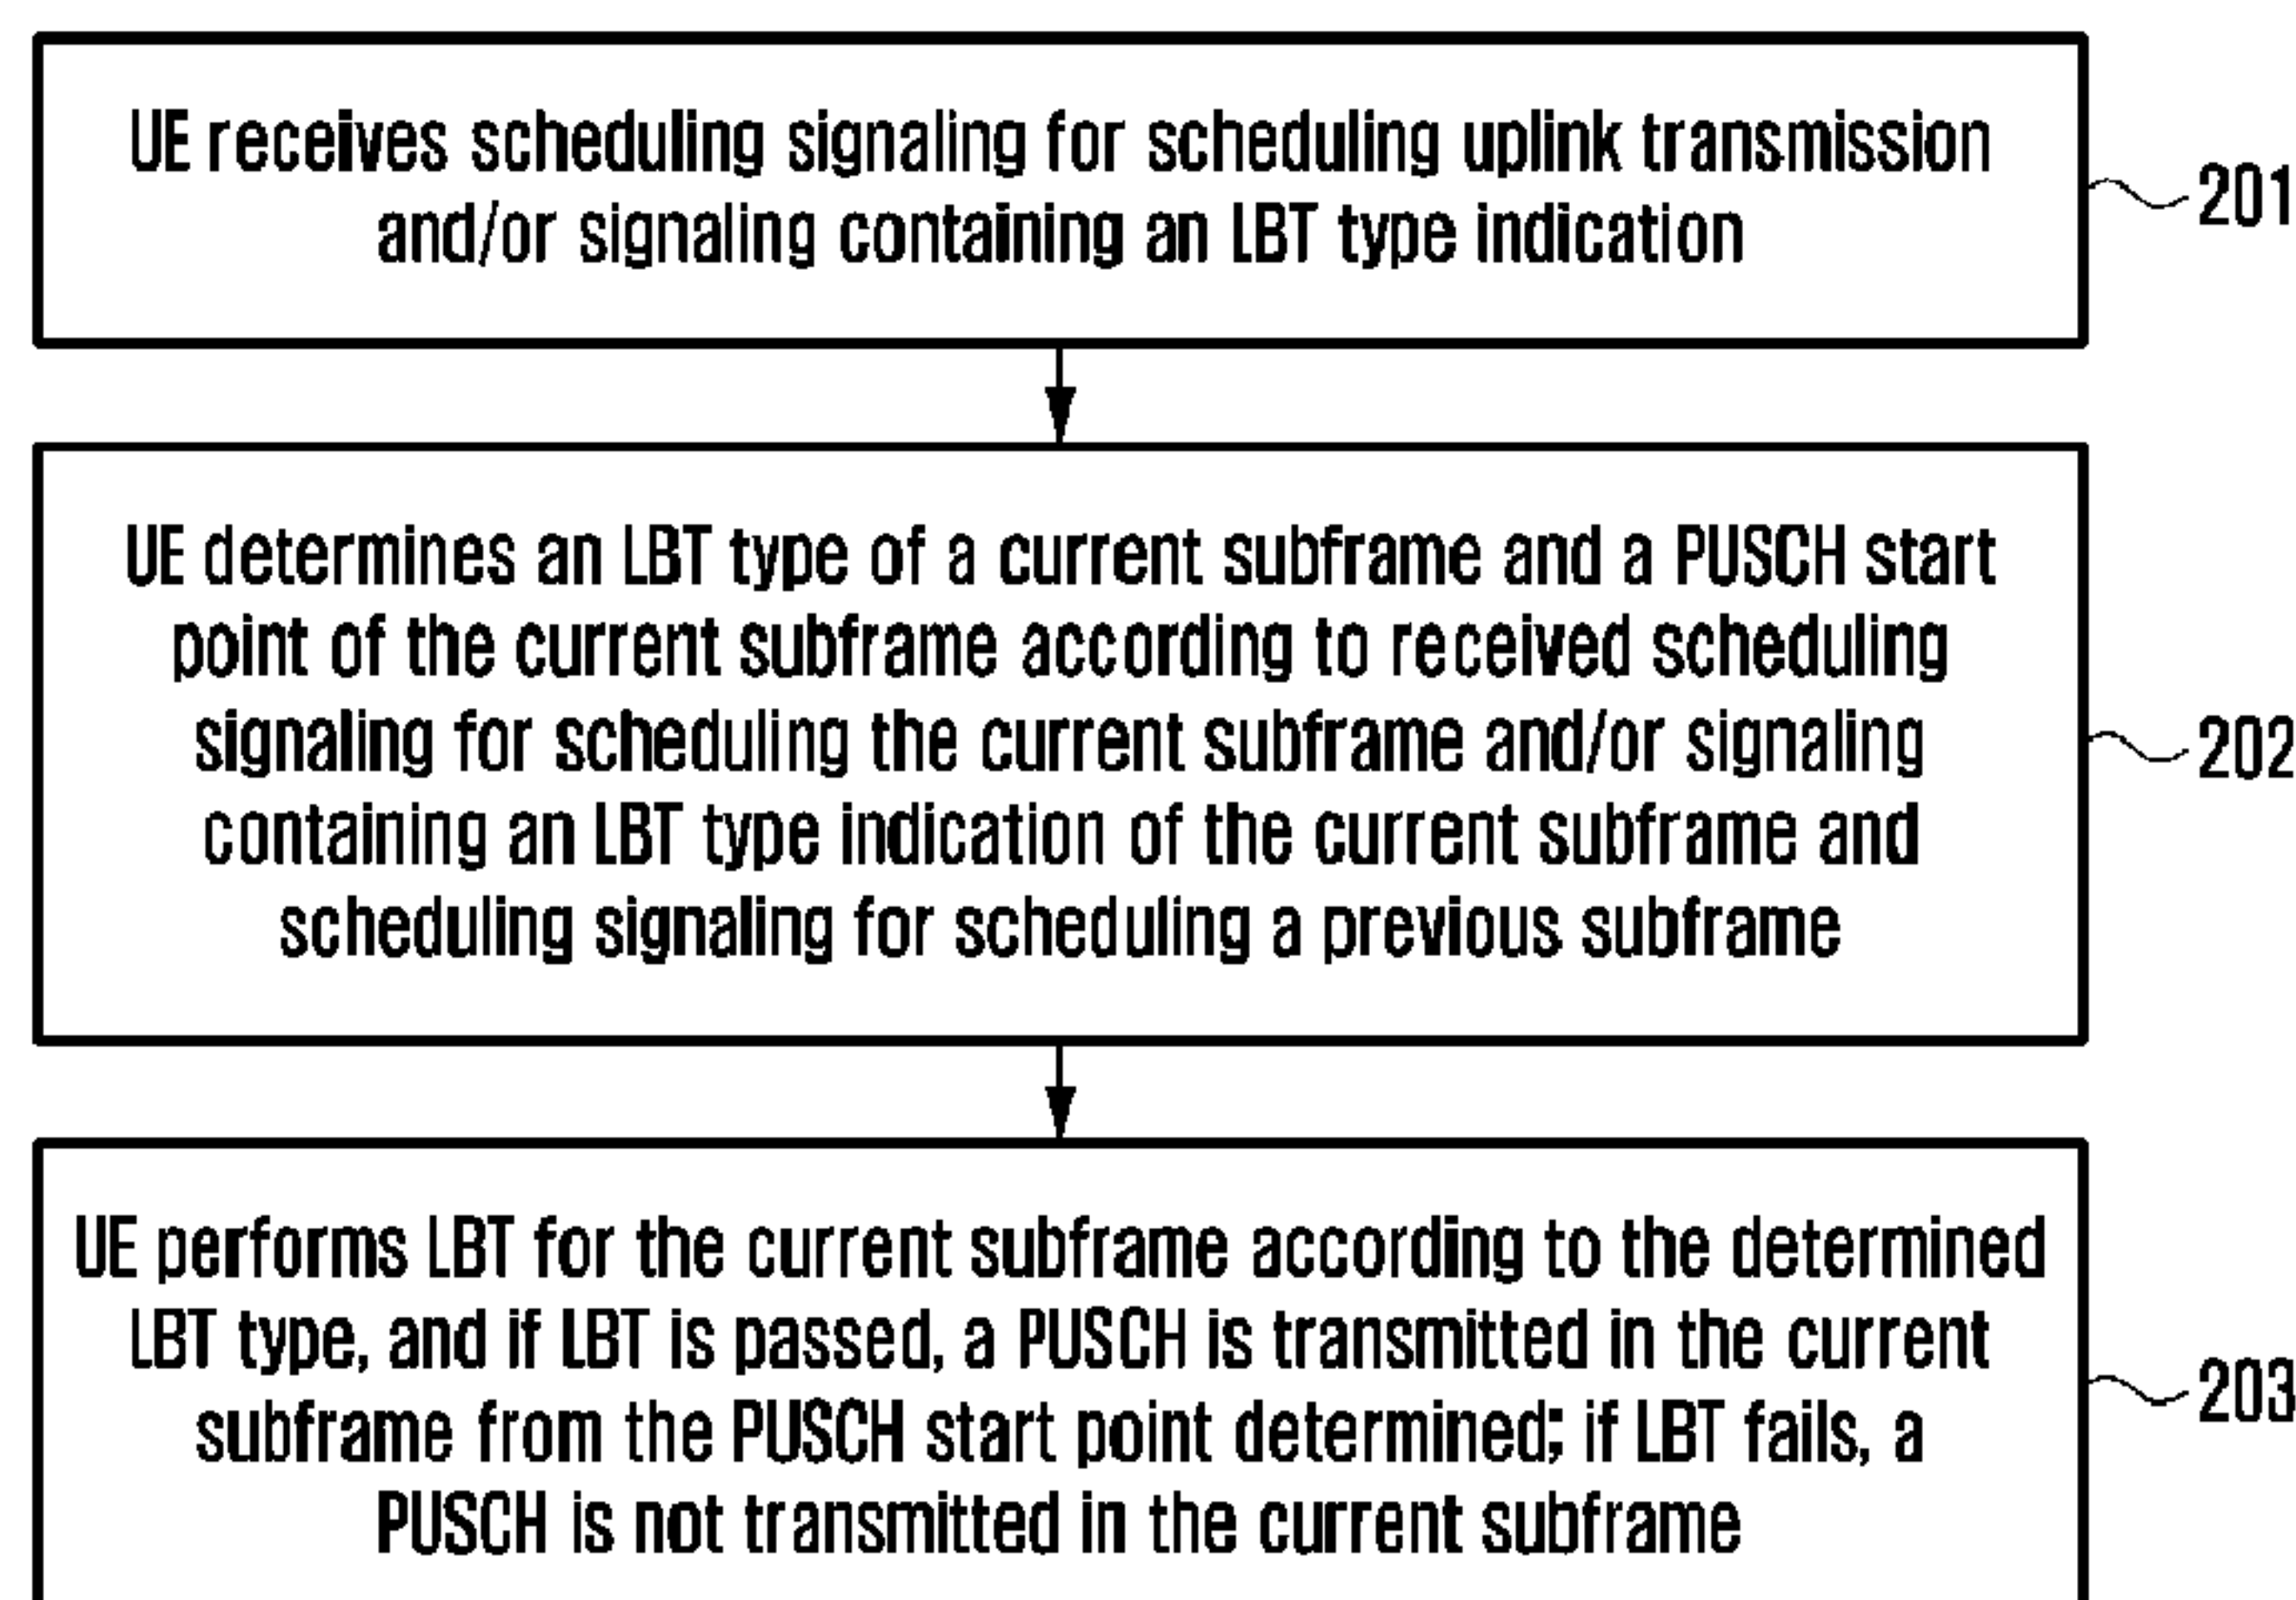 UE receives scheduling signaling for scheduling uplink transmission
and/or signaling containing an LBT type indication
201
UE determines an LBT type of a current subframe and a PUSCH start
point of the current subframe according to received scheduling
signaling for scheduling the current subframe and/or signaling
containing an LBT type indication of the current subframe and
scheduling signaling for scheduling a previous subframe
202
UE performs LBT for the current subframe according to the determined
LBT type, and if LBT is passed, a PUSCH is transmitted in the current
subframe from the PUSCH start point determined; if LBT fails, a
PUSCH is not transmitted in the current subframe
203